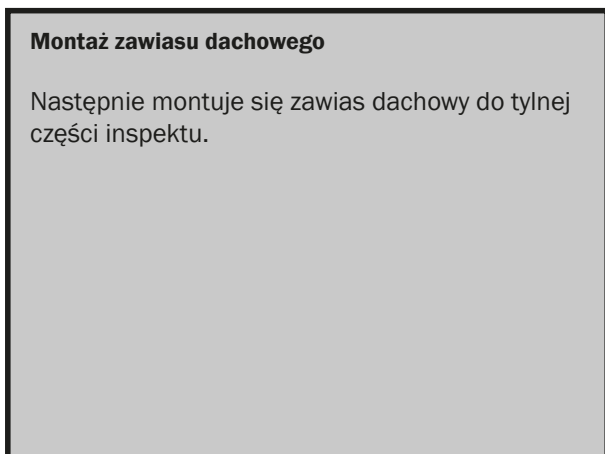 Montaż zawiasu dachowego
Następnie montuje się zawias dachowy do tylnej
części inspektu.